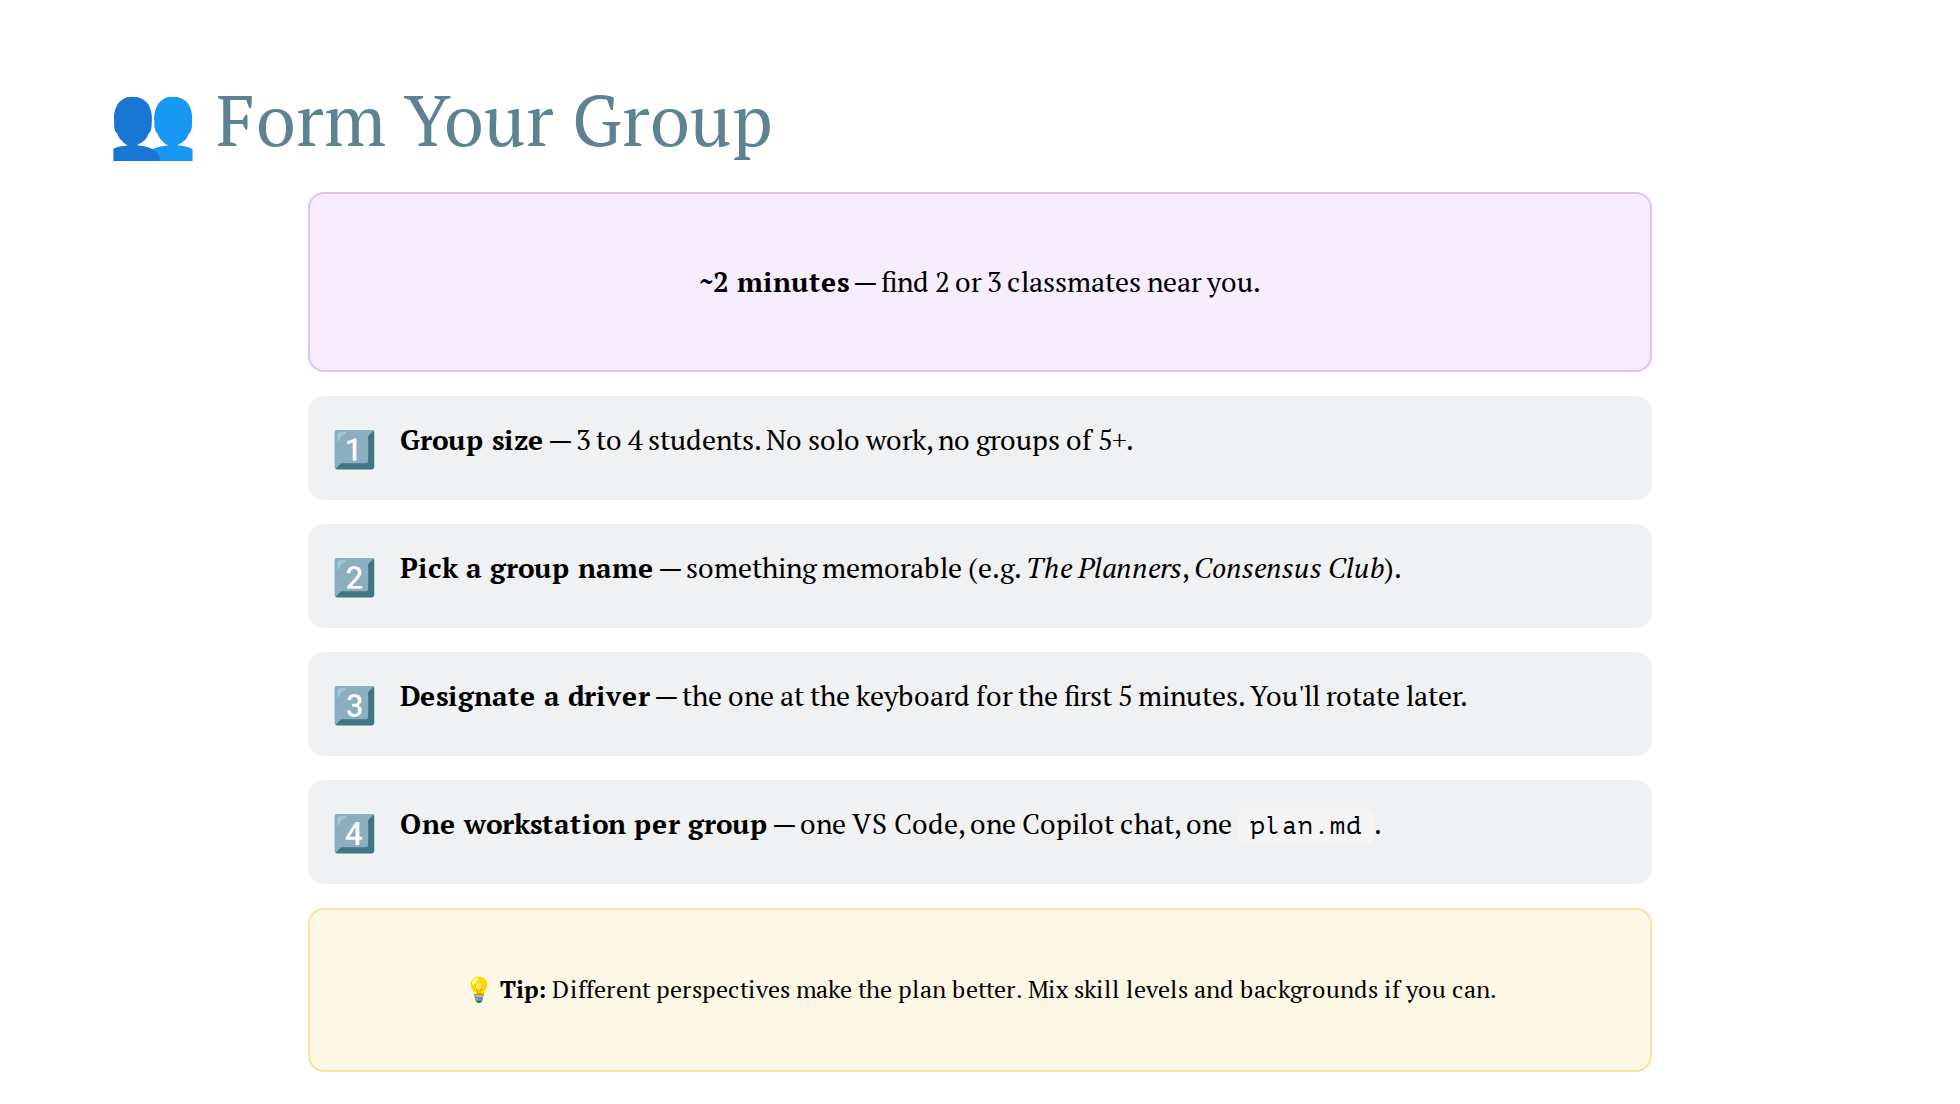 👥 Form Your Group
~2 minutes — find 2 or 3 classmates near you.
1️⃣ Group size — 3 to 4 students. No solo work, no groups of 5+.
2️⃣ Pick a group name — something memorable (e.g. The Planners, Consensus Club).
3️⃣ Designate a driver — the one at the keyboard for the first 5 minutes. You'll rotate later.
4️⃣ One workstation per group — one VS Code, one Copilot chat, one plan.md .
💡 Tip: Different perspectives make the plan better. Mix skill levels and backgrounds if you can.